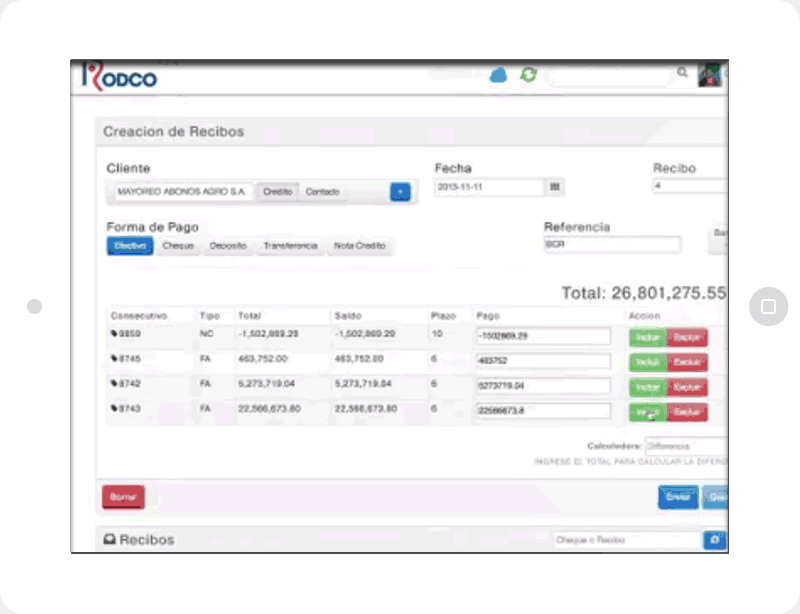 RODCO
Creacion de Recibos
Cliente Fecha Recibo
MAYOREO ABONOS AGRO S.A. Credito Contado + 2013-11-11 4
Forma de Pago Referencia
Efectivo Cheque Deposito Transferencia Nota Credito BCR
Total: 26,801,275.55
Consecutivo Tipo Total Saldo Plazo Pago Accion
9859 NC -1,502,869.29 -1,502,869.29 10 -1502869.29 Incluir Excluir
8745 FA 463,752.00 463,752.00 6 463752 Incluir Excluir
8742 FA 5,273,719.04 5,273,719.04 6 5273719.04 Incluir Excluir
8743 FA 22,566,673.80 22,566,673.80 6 22566673.8 Excluir
Calculadora: Diferencia
INGRESE EL TOTAL PARA CALCULAR LA DIFEREN
Borrar Enviar
Recibos Cheque o Recibo